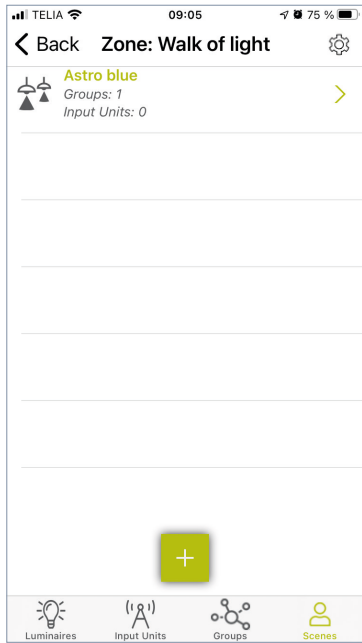 TELIA 09:05 75 %
Back Zone: Walk of light
Astro blue
Groups: 1
Input Units: 0
+
Luminaires Input Units Groups Scenes